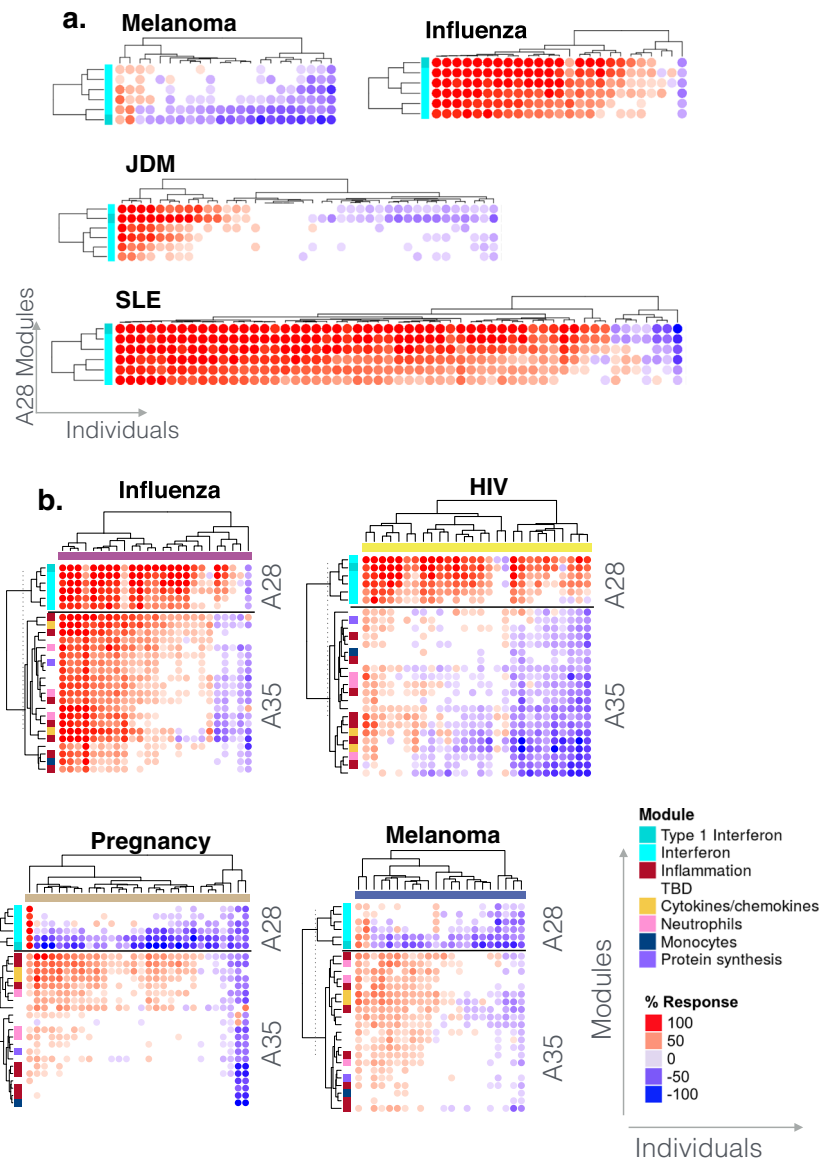 a.
Melanoma
Influenza
JDM
SLE
A28 Modules
Individuals
b.
Influenza
HIV
A28
A35
A28
A35
Pregnancy
Melanoma
A28
A35
A28
A35
Module
Type 1 Interferon
Interferon
Inflammation
TBD
Cytokines/chemokines
Neutrophils
Monocytes
Protein synthesis
% Response
100
50
0
-50
-100
Modules
Individuals